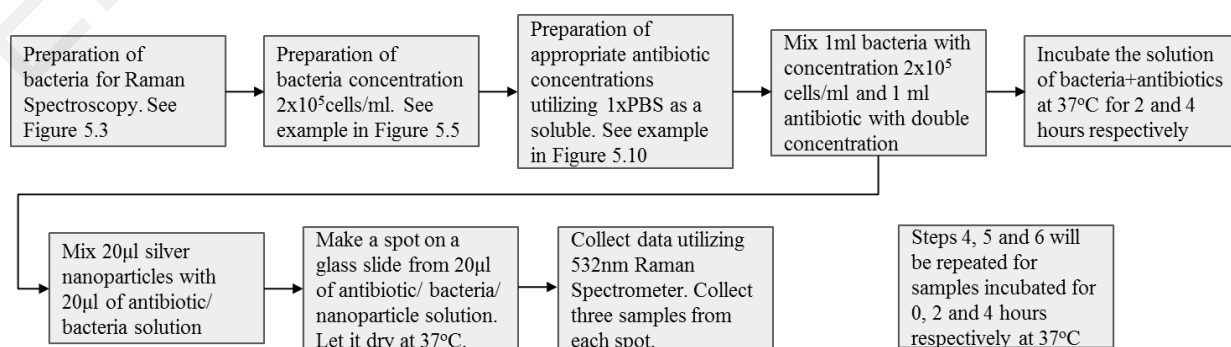 Preparation of
bacteria for Raman
Spectroscopy. See
Figure 5.3
Preparation of
bacteria concentration
2x10⁵cells/ml. See
example in Figure 5.5
Preparation of
appropriate antibiotic
concentrations
utilizing 1xPBS as a
soluble. See example
in Figure 5.10
Mix 1ml bacteria with
concentration 2x10⁵
cells/ml and 1 ml
antibiotic with double
concentration
Incubate the solution
of bacteria+antibiotics
at 37°C for 2 and 4
hours respectively
Mix 20μl silver
nanoparticles with
20μl of antibiotic/
bacteria solution
Make a spot on a
glass slide from 20μl
of antibiotic/ bacteria/
nanoparticle solution.
Let it dry at 37°C.
Collect data utilizing
532nm Raman
Spectrometer. Collect
three samples from
each spot.
Steps 4, 5 and 6 will
be repeated for
samples incubated for
0, 2 and 4 hours
respectively at 37°C